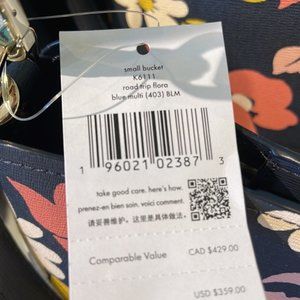 small bucket
K6111
road trip flora
blue multi (403) BLM
1 96021 02387 3
take good care. here's how.
prenez-en bien soin. voici comment.
请妥善维护。这里是具体做法。
Comparable Value CAD $429.00
USD $359.00